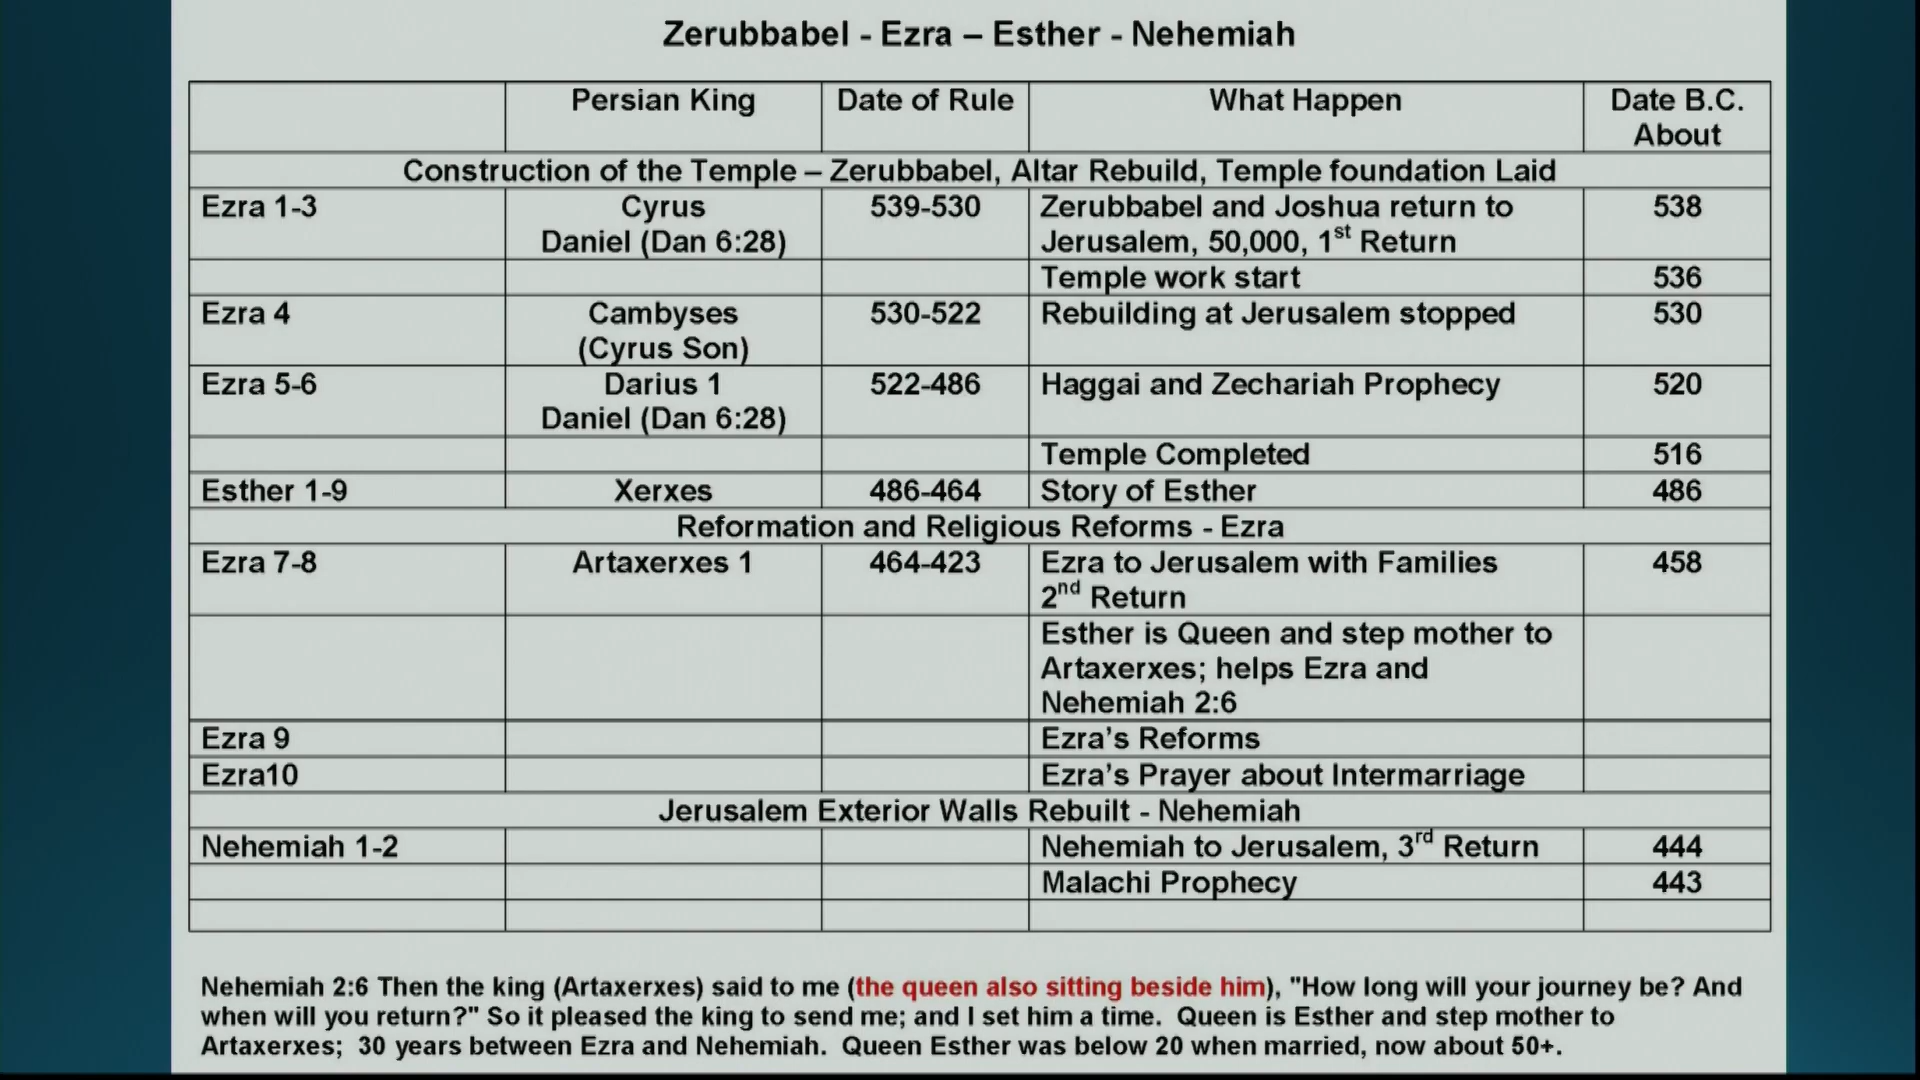 Zerubbabel - Ezra – Esther - Nehemiah
Persian King Date of Rule What Happen Date B.C.
About
Construction of the Temple – Zerubbabel, Altar Rebuild, Temple foundation Laid
Ezra 1-3 Cyrus 539-530 Zerubbabel and Joshua return to 538
Daniel (Dan 6:28) Jerusalem, 50,000, 1st Return
Temple work start 536
Ezra 4 Cambyses 530-522 Rebuilding at Jerusalem stopped 530
(Cyrus Son)
Ezra 5-6 Darius 1 522-486 Haggai and Zechariah Prophecy 520
Daniel (Dan 6:28)
Temple Completed 516
Esther 1-9 Xerxes 486-464 Story of Esther 486
Reformation and Religious Reforms - Ezra
Ezra 7-8 Artaxerxes 1 464-423 Ezra to Jerusalem with Families 458
2nd Return
Esther is Queen and step mother to
Artaxerxes; helps Ezra and
Nehemiah 2:6
Ezra 9 Ezra’s Reforms
Ezra10 Ezra’s Prayer about Intermarriage
Jerusalem Exterior Walls Rebuilt - Nehemiah
Nehemiah 1-2 Nehemiah to Jerusalem, 3rd Return 444
Malachi Prophecy 443
Nehemiah 2:6 Then the king (Artaxerxes) said to me (the queen also sitting beside him), "How long will your journey be? And
when will you return?" So it pleased the king to send me; and I set him a time. Queen is Esther and step mother to
Artaxerxes; 30 years between Ezra and Nehemiah. Queen Esther was below 20 when married, now about 50+.